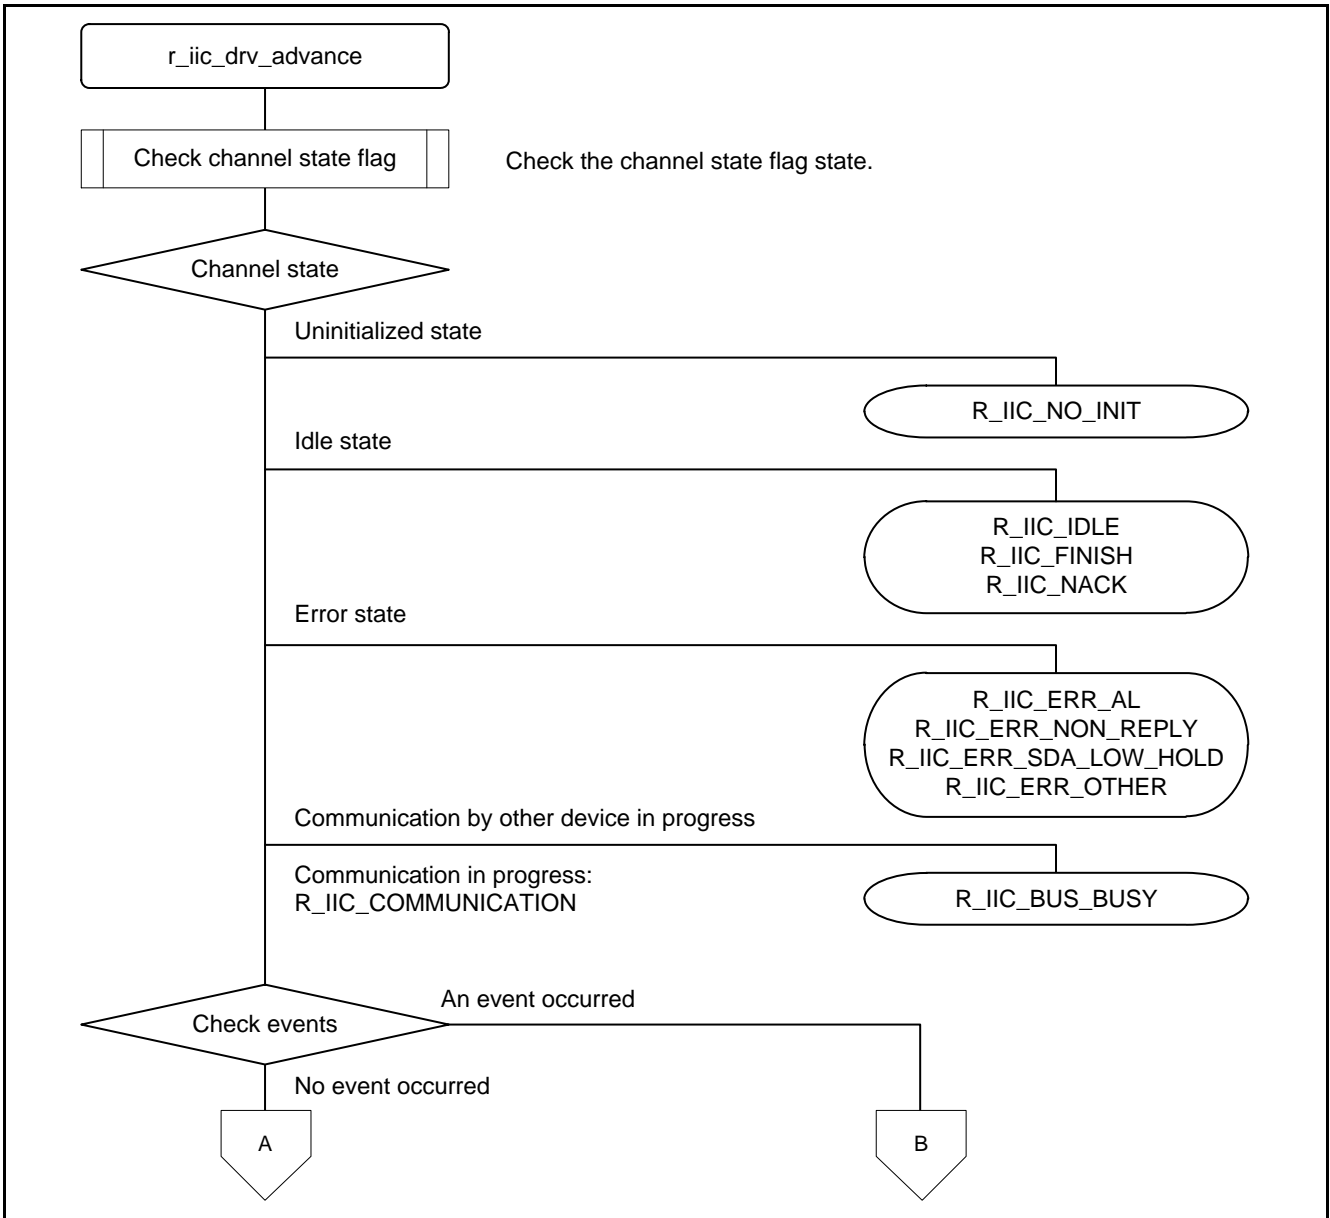 r_iic_drv_advance
Check channel state flag
Check the channel state flag state.
Channel state
Uninitialized state
R_IIC_NO_INIT
Idle state
R_IIC_IDLE
R_IIC_FINISH
R_IIC_NACK
Error state
R_IIC_ERR_AL
R_IIC_ERR_NON_REPLY
R_IIC_ERR_SDA_LOW_HOLD
R_IIC_ERR_OTHER
Communication by other device in progress
Communication in progress:
R_IIC_COMMUNICATION
R_IIC_BUS_BUSY
An event occurred
Check events
No event occurred
A
B